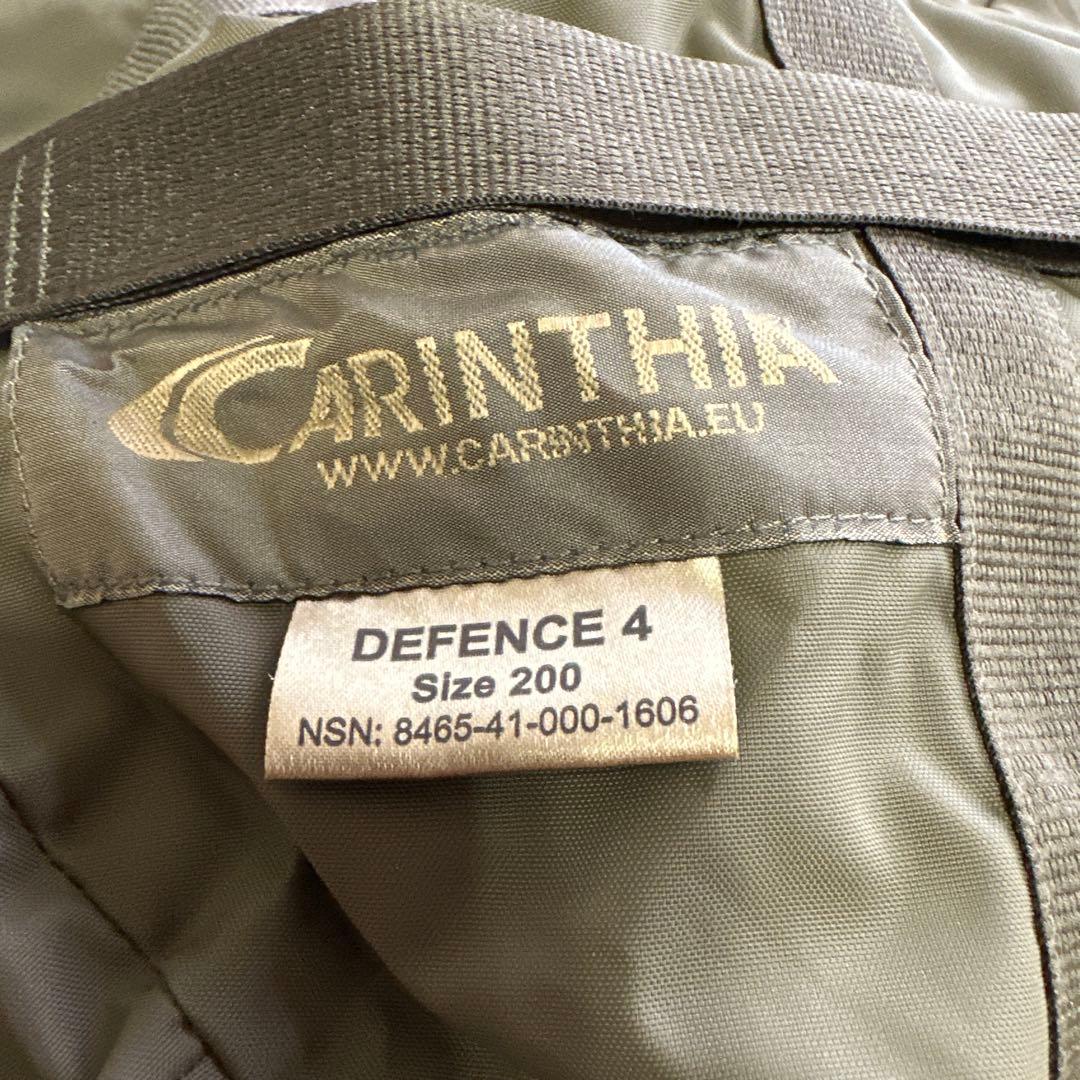 CARINTHIA
WWW.CARINTHIA.EU
DEFENCE 4
Size 200
NSN: 8465-41-000-1606